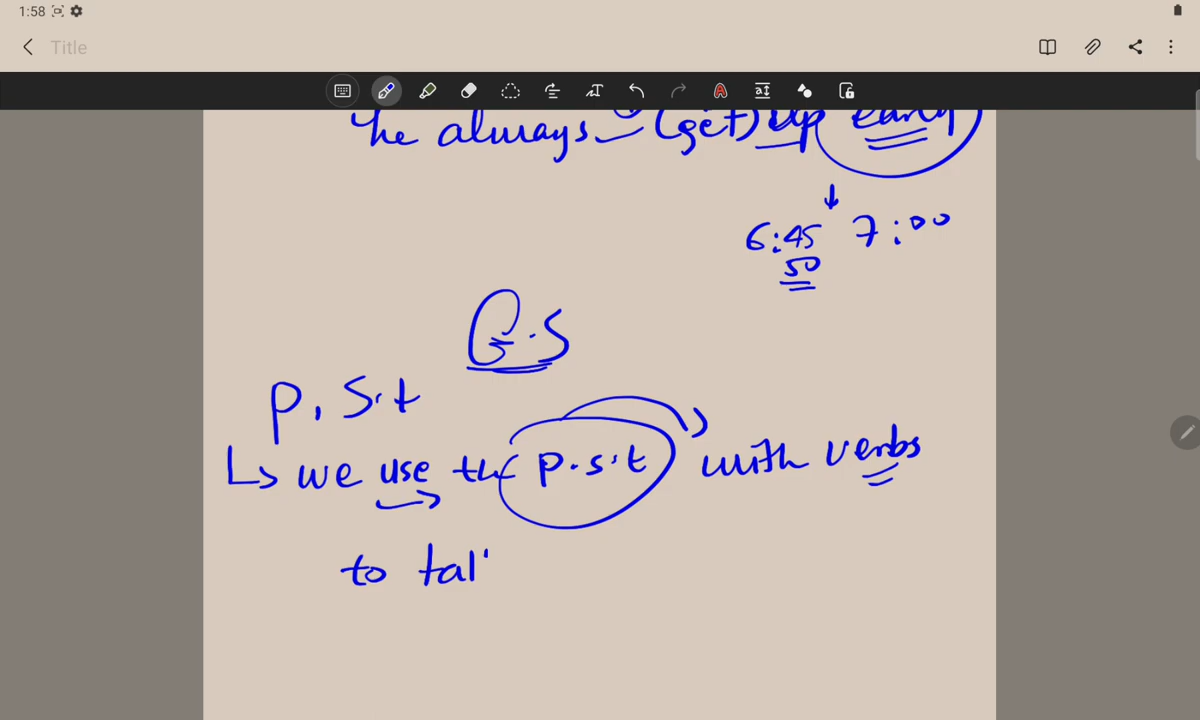 1:58
Title
he always (get) up early
6:45 7:00
50
G.S
P.S.t
we use the p.s.t with verbs
to tal